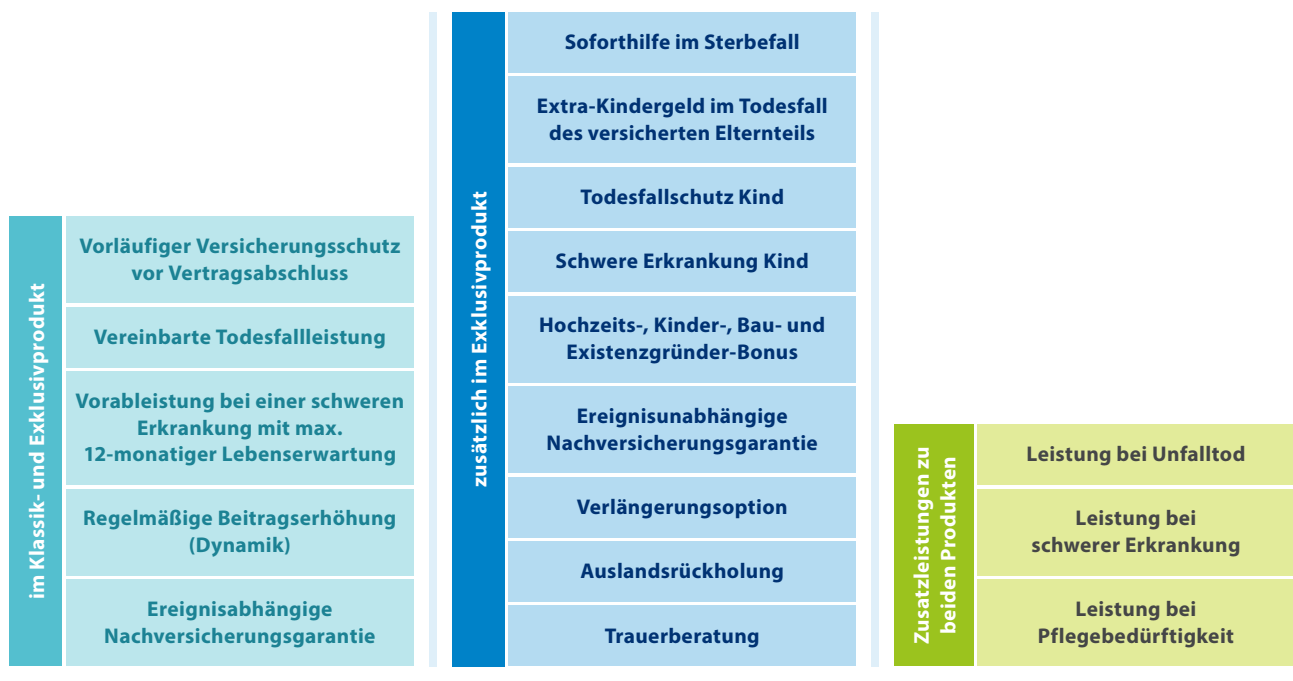 im Klassik- und Exklusivprodukt
Vorläufiger Versicherungsschutz
vor Vertragsabschluss
Vereinbarte Todesfallleistung
Vorableistung bei einer schweren
Erkrankung mit max.
12-monatiger Lebenserwartung
Regelmäßige Beitragserhöhung
(Dynamik)
Ereignisabhängige
Nachversicherungsgarantie
zusätzlich im Exklusivprodukt
Soforthilfe im Sterbefall
Extra-Kindergeld im Todesfall
des versicherten Elternteils
Todesfallschutz Kind
Schwere Erkrankung Kind
Hochzeits-, Kinder-, Bau- und
Existenzgründer-Bonus
Ereignisunabhängige
Nachversicherungsgarantie
Verlängerungsoption
Auslandsrückholung
Trauerberatung
Zusatzleistungen zu
beiden Produkten
Leistung bei Unfalltod
Leistung bei
schwerer Erkrankung
Leistung bei
Pflegebedürftigkeit